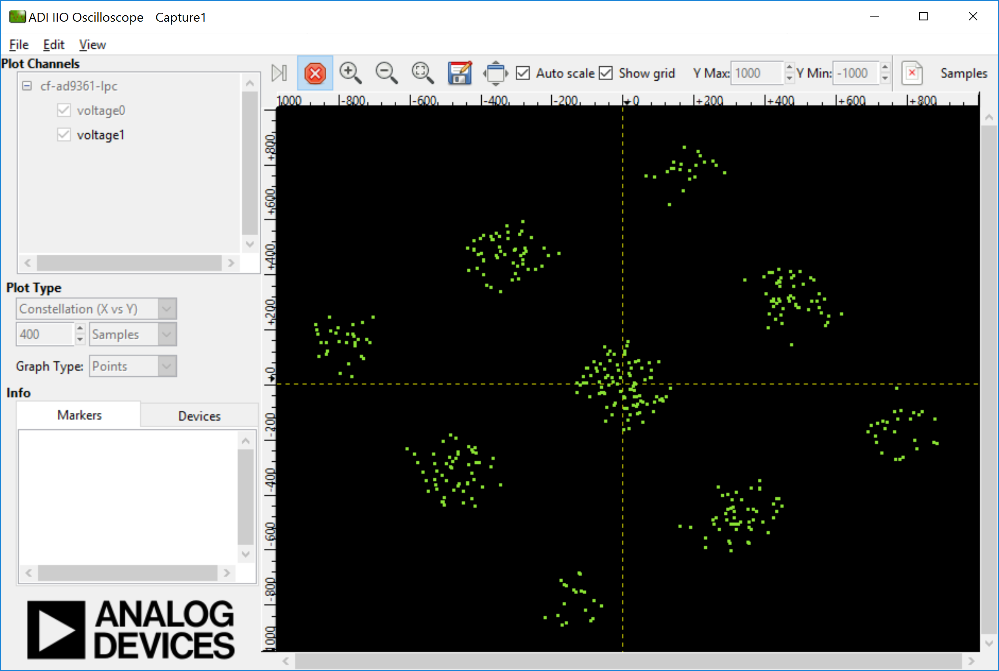 ADI IIO Oscilloscope - Capture1
File Edit View
Plot Channels
cf-ad9361-lpc
voltage0
voltage1
Auto scale Show grid Y Max: 1000 Y Min: -1000 Samples
1000 -800 -600 -400 -200 +0 +200 +400 +600 +800
+800
+600
+400
+200
+0
-200
-400
-600
-800
1000
Plot Type
Constellation (X vs Y)
400 Samples
Graph Type: Points
Info
Markers Devices
ANALOG
DEVICES